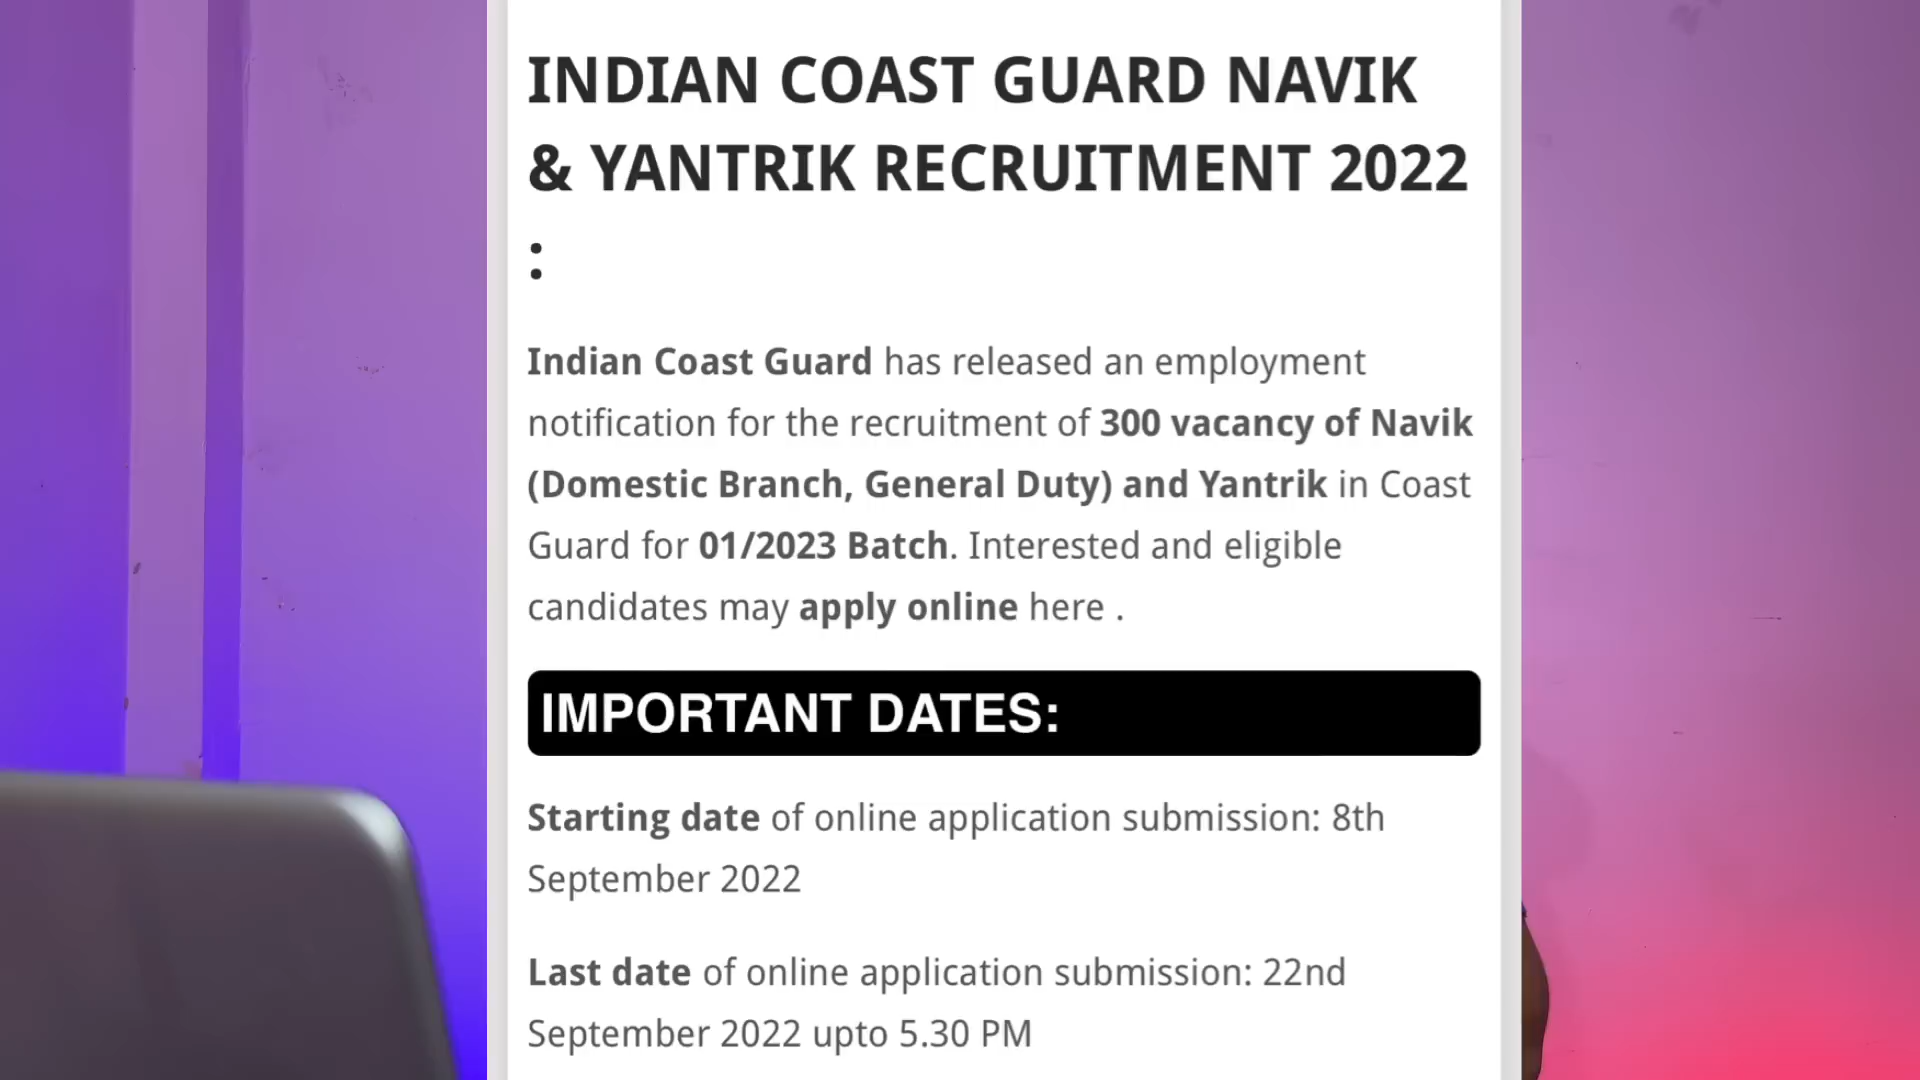 INDIAN COAST GUARD NAVIK
& YANTRIK RECRUITMENT 2022
:
Indian Coast Guard has released an employment
notification for the recruitment of 300 vacancy of Navik
(Domestic Branch, General Duty) and Yantrik in Coast
Guard for 01/2023 Batch. Interested and eligible
candidates may apply online here .
IMPORTANT DATES:
Starting date of online application submission: 8th
September 2022
Last date of online application submission: 22nd
September 2022 upto 5.30 PM